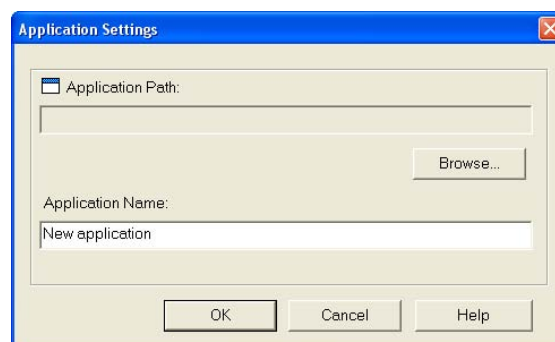 Application Settings
Application Path:
Browse...
Application Name:
New application
OK Cancel Help